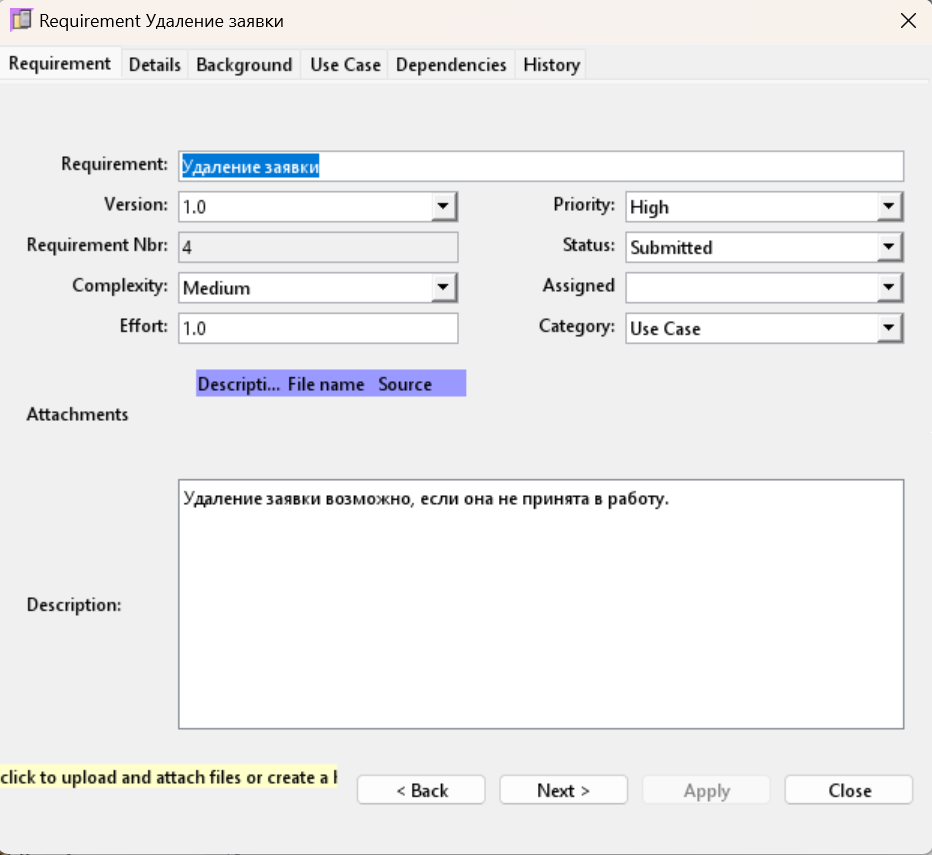 Requirement Удаление заявки
Requirement Details Background Use Case Dependencies History
Requirement: Удаление заявки
Version: 1.0 Priority: High
Requirement Nbr: 4 Status: Submitted
Complexity: Medium Assigned
Effort: 1.0 Category: Use Case
Descripti... File name Source
Attachments
Удаление заявки возможно, если она не принята в работу.
Description:
click to upload and attach files or create a
< Back Next > Apply Close